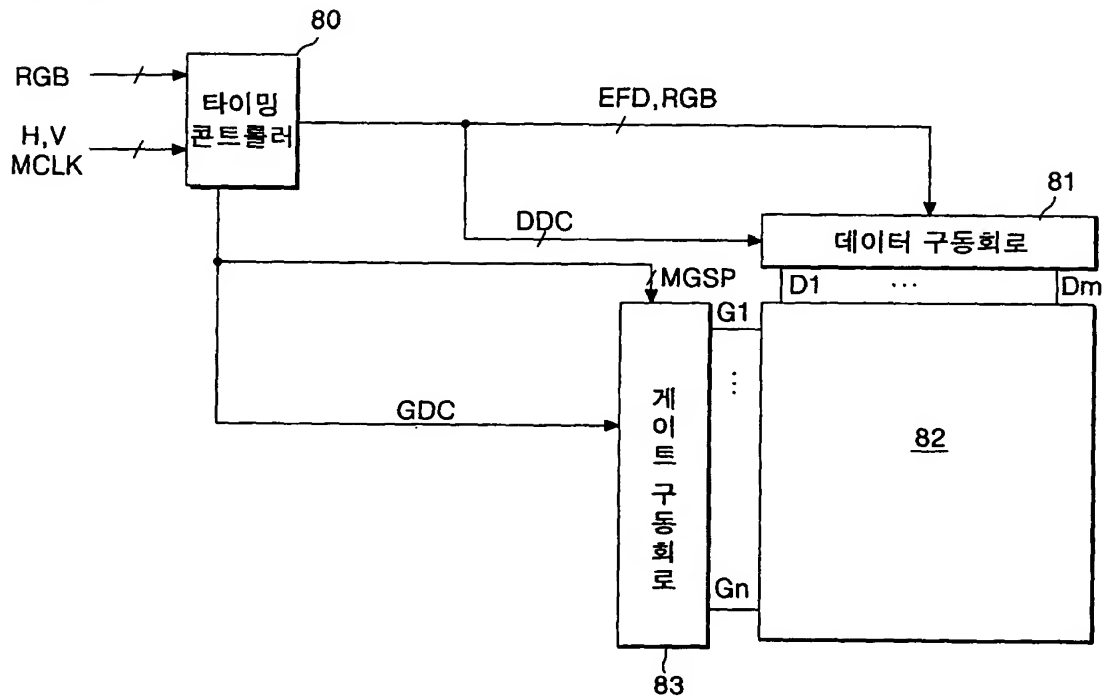 80
RGB
타이밍
콘트롤러
H,V
MCLK
EFD,RGB
DDC
81
데이터 구동회로
MGSP
D1
...
Dm
G1
...
GDC
게이트 구동회로
82
Gn
83